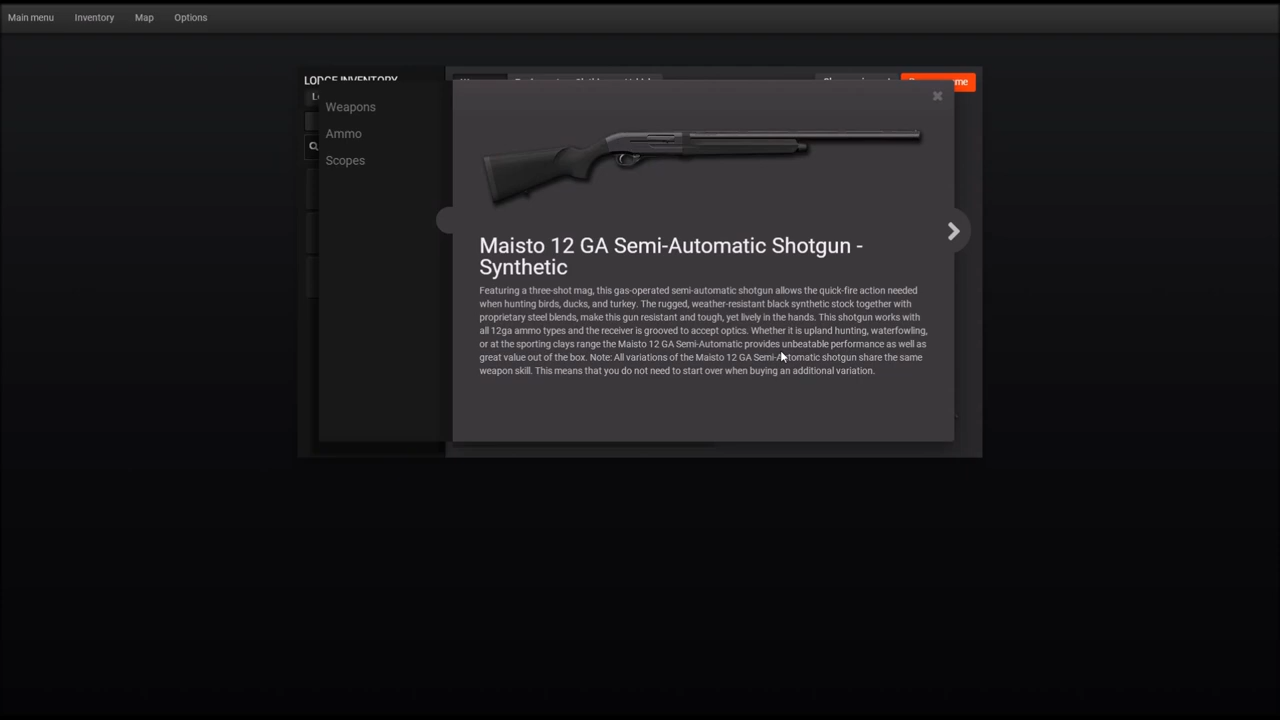 Main menu Inventory Map Options
LODGE INVENTORY
Weapons
Ammo
Scopes
Maisto 12 GA Semi-Automatic Shotgun -
Synthetic
Featuring a three-shot mag, this gas-operated semi-automatic shotgun allows the quick-fire action needed
when hunting birds, ducks, and turkey. The rugged, weather-resistant black synthetic stock together with
proprietary steel blends, make this gun resistant and tough, yet lively in the hands. This shotgun works with
all 12ga ammo types and the receiver is grooved to accept optics. Whether it is upland hunting, waterfowling,
or at the sporting clays range the Maisto 12 GA Semi-Automatic provides unbeatable performance as well as
great value out of the box. Note: All variations of the Maisto 12 GA Semi-Automatic shotgun share the same
weapon skill. This means that you do not need to start over when buying an additional variation.